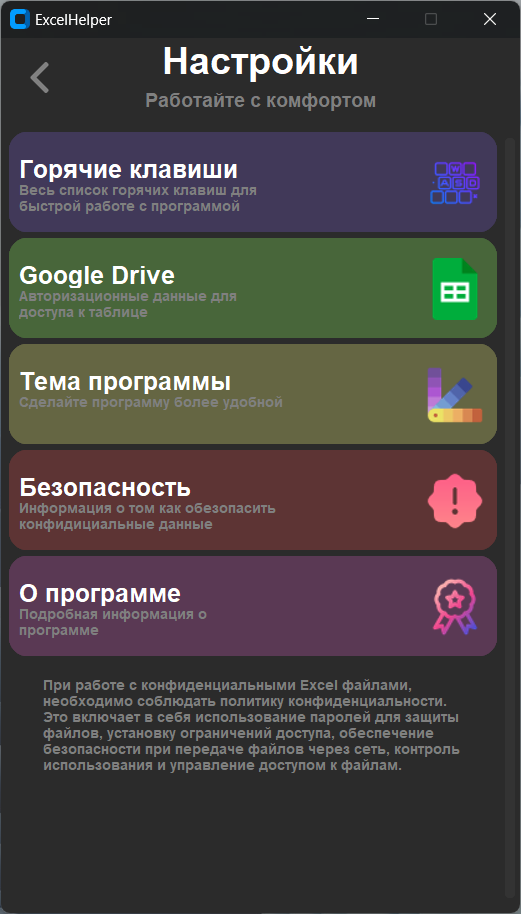 ExcelHelper
Настройки
Работайте с комфортом
Горячие клавиши
Весь список горячих клавиш для
быстрой работе с программой
W
A S D
Google Drive
Авторизационные данные для
доступа к таблице
Тема программы
Сделайте программу более удобной
Безопасность
Информация о том как обезопасить
конфидициальные данные
О программе
Подробная информация о
программе
При работе с конфиденциальными Excel файлами,
необходимо соблюдать политику конфиденциальности.
Это включает в себя использование паролей для защиты
файлов, установку ограничений доступа, обеспечение
безопасности при передаче файлов через сеть, контроль
использования и управление доступом к файлам.